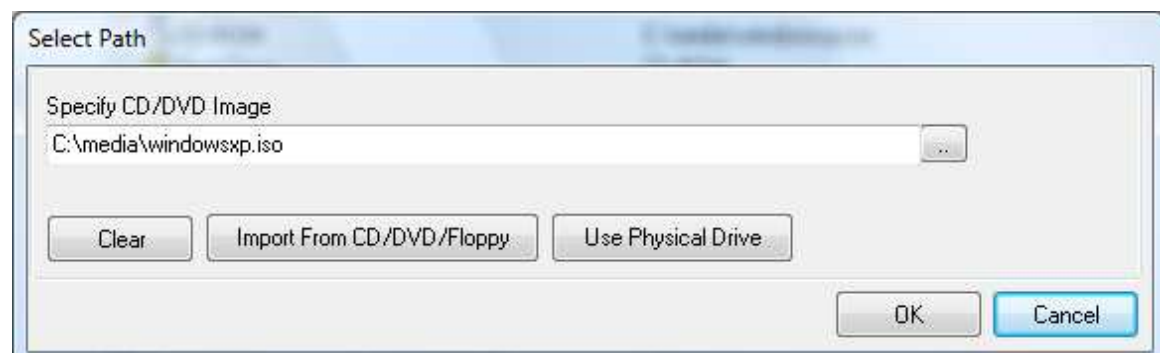 Select Path
Specify CD/DVD Image
C:\media\windowsxp.iso
..
Clear Import From CD/DVD/Floppy Use Physical Drive
OK Cancel